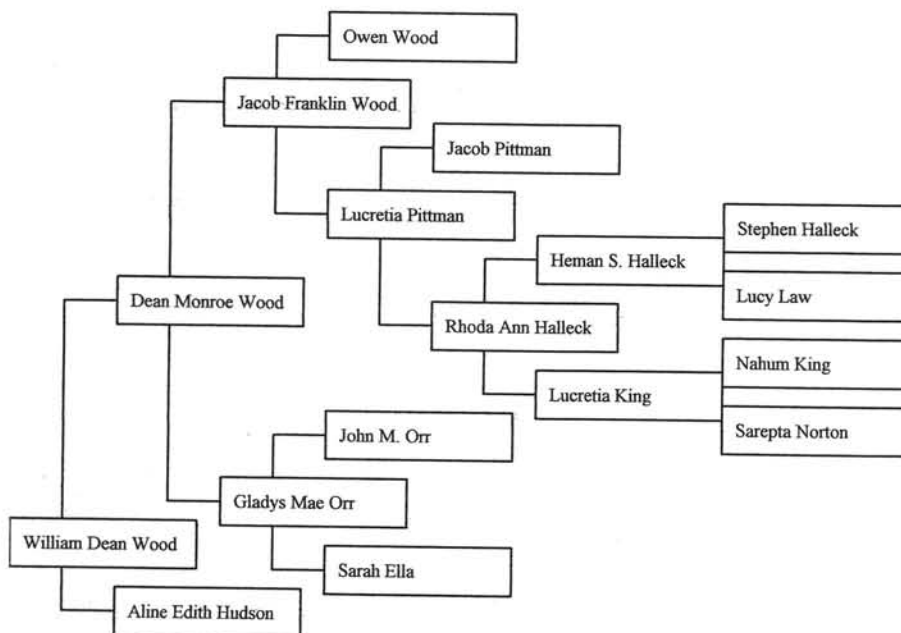 Owen Wood
Jacob Franklin Wood
Jacob Pittman
Lucretia Pittman
Stephen Halleck
Heman S. Halleck
Lucy Law
Dean Monroe Wood
Rhoda Ann Halleck
Nahum King
Lucretia King
Sarepta Norton
John M. Orr
Gladys Mae Orr
William Dean Wood
Sarah Ella
Aline Edith Hudson